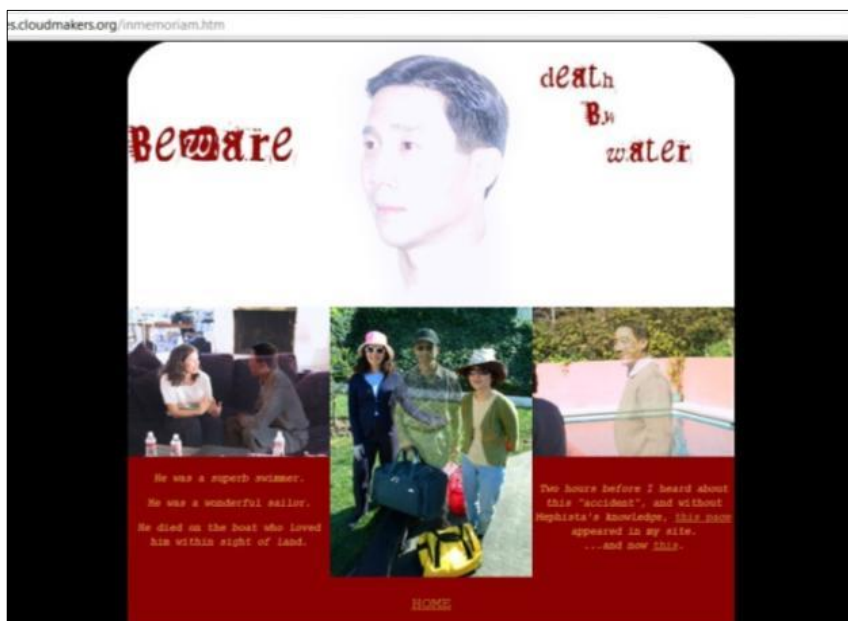 es.cloudmakers.org/inmemoriam.htm
Beware
death
By
water
He was a superb swimmer.
He was a wonderful sailor.
He died on the boat who loved
him within sight of land.
Two hours before I heard about
this "accident", and without
Mephista's knowledge, this page
appeared in my site.
...and now this.
HOME